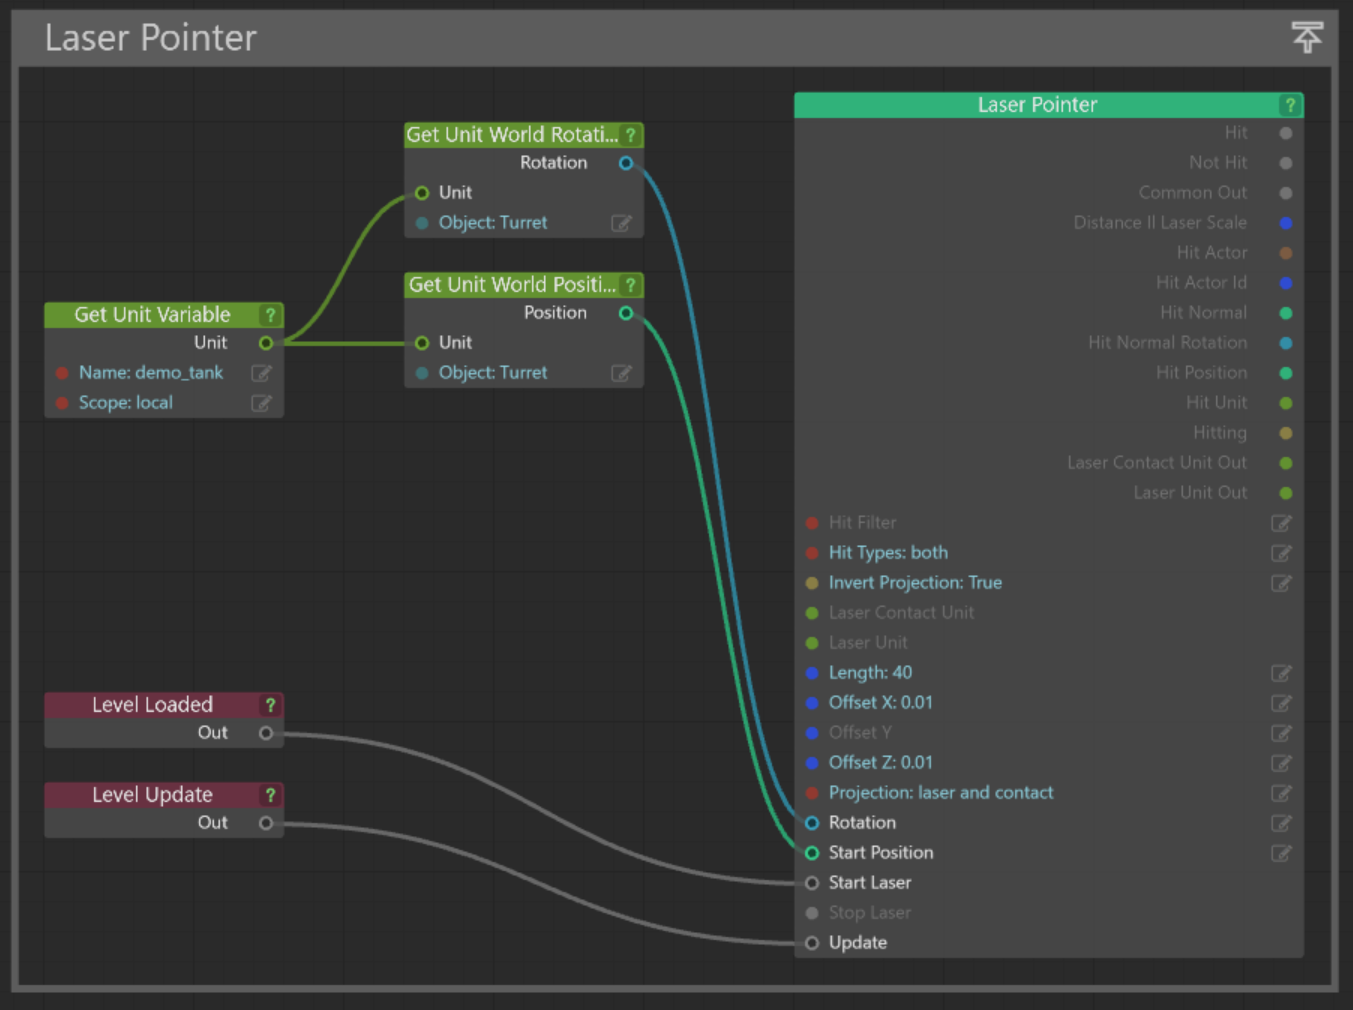 Laser Pointer
Get Unit World Rotati... ?
Rotation
Unit
Object: Turret
Get Unit World Positi... ?
Position
Unit
Object: Turret
Get Unit Variable ?
Unit
Name: demo_tank
Scope: local
Level Loaded ?
Out
Level Update ?
Out
Laser Pointer ?
Hit
Not Hit
Common Out
Distance II Laser Scale
Hit Actor
Hit Actor Id
Hit Normal
Hit Normal Rotation
Hit Position
Hit Unit
Hitting
Laser Contact Unit Out
Laser Unit Out
Hit Filter
Hit Types: both
Invert Projection: True
Laser Contact Unit
Laser Unit
Length: 40
Offset X: 0.01
Offset Y
Offset Z: 0.01
Projection: laser and contact
Rotation
Start Position
Start Laser
Stop Laser
Update